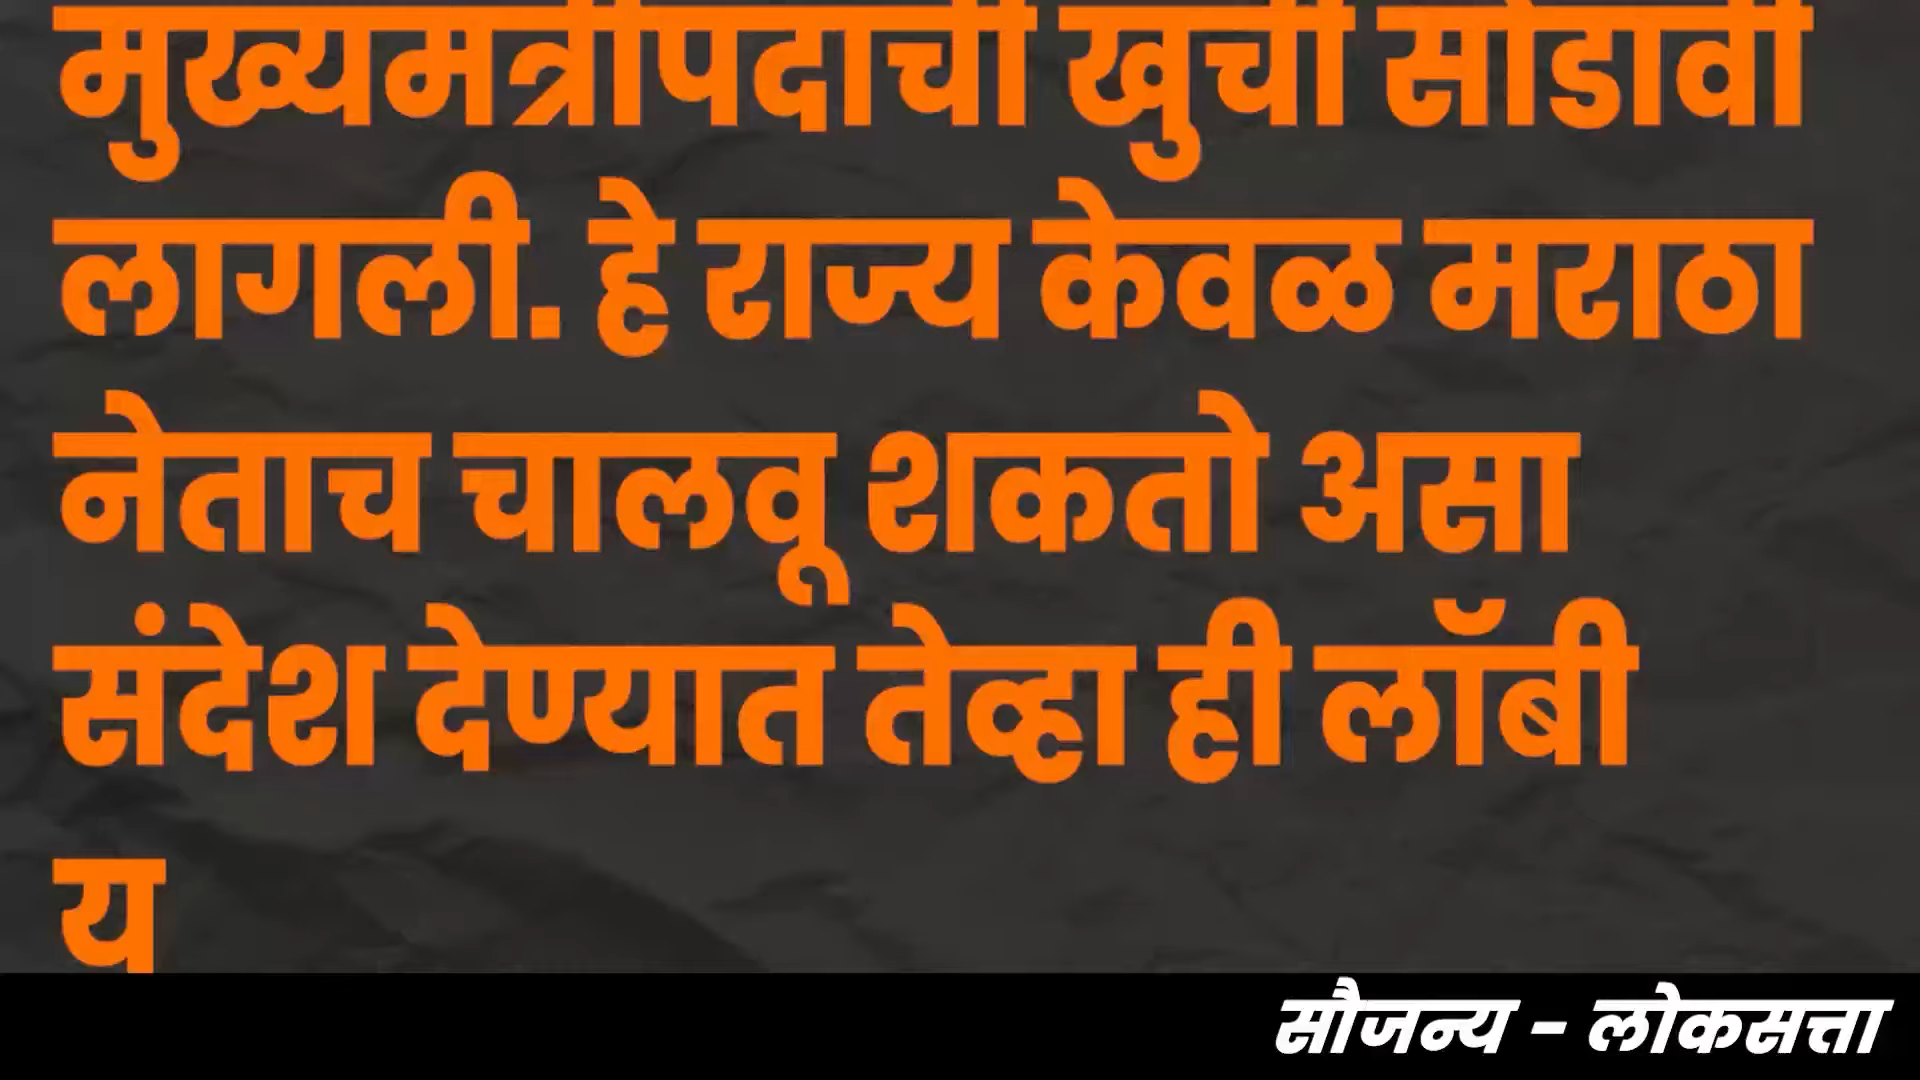 मुख्यमंत्रीपदाची खुर्ची सोडावी
लागली. हे राज्य केवळ मराठा
नेताच चालवू शकतो असा
संदेश देण्यात तेव्हा ही लॉबी
य
सौजन्य - लोकसत्ता